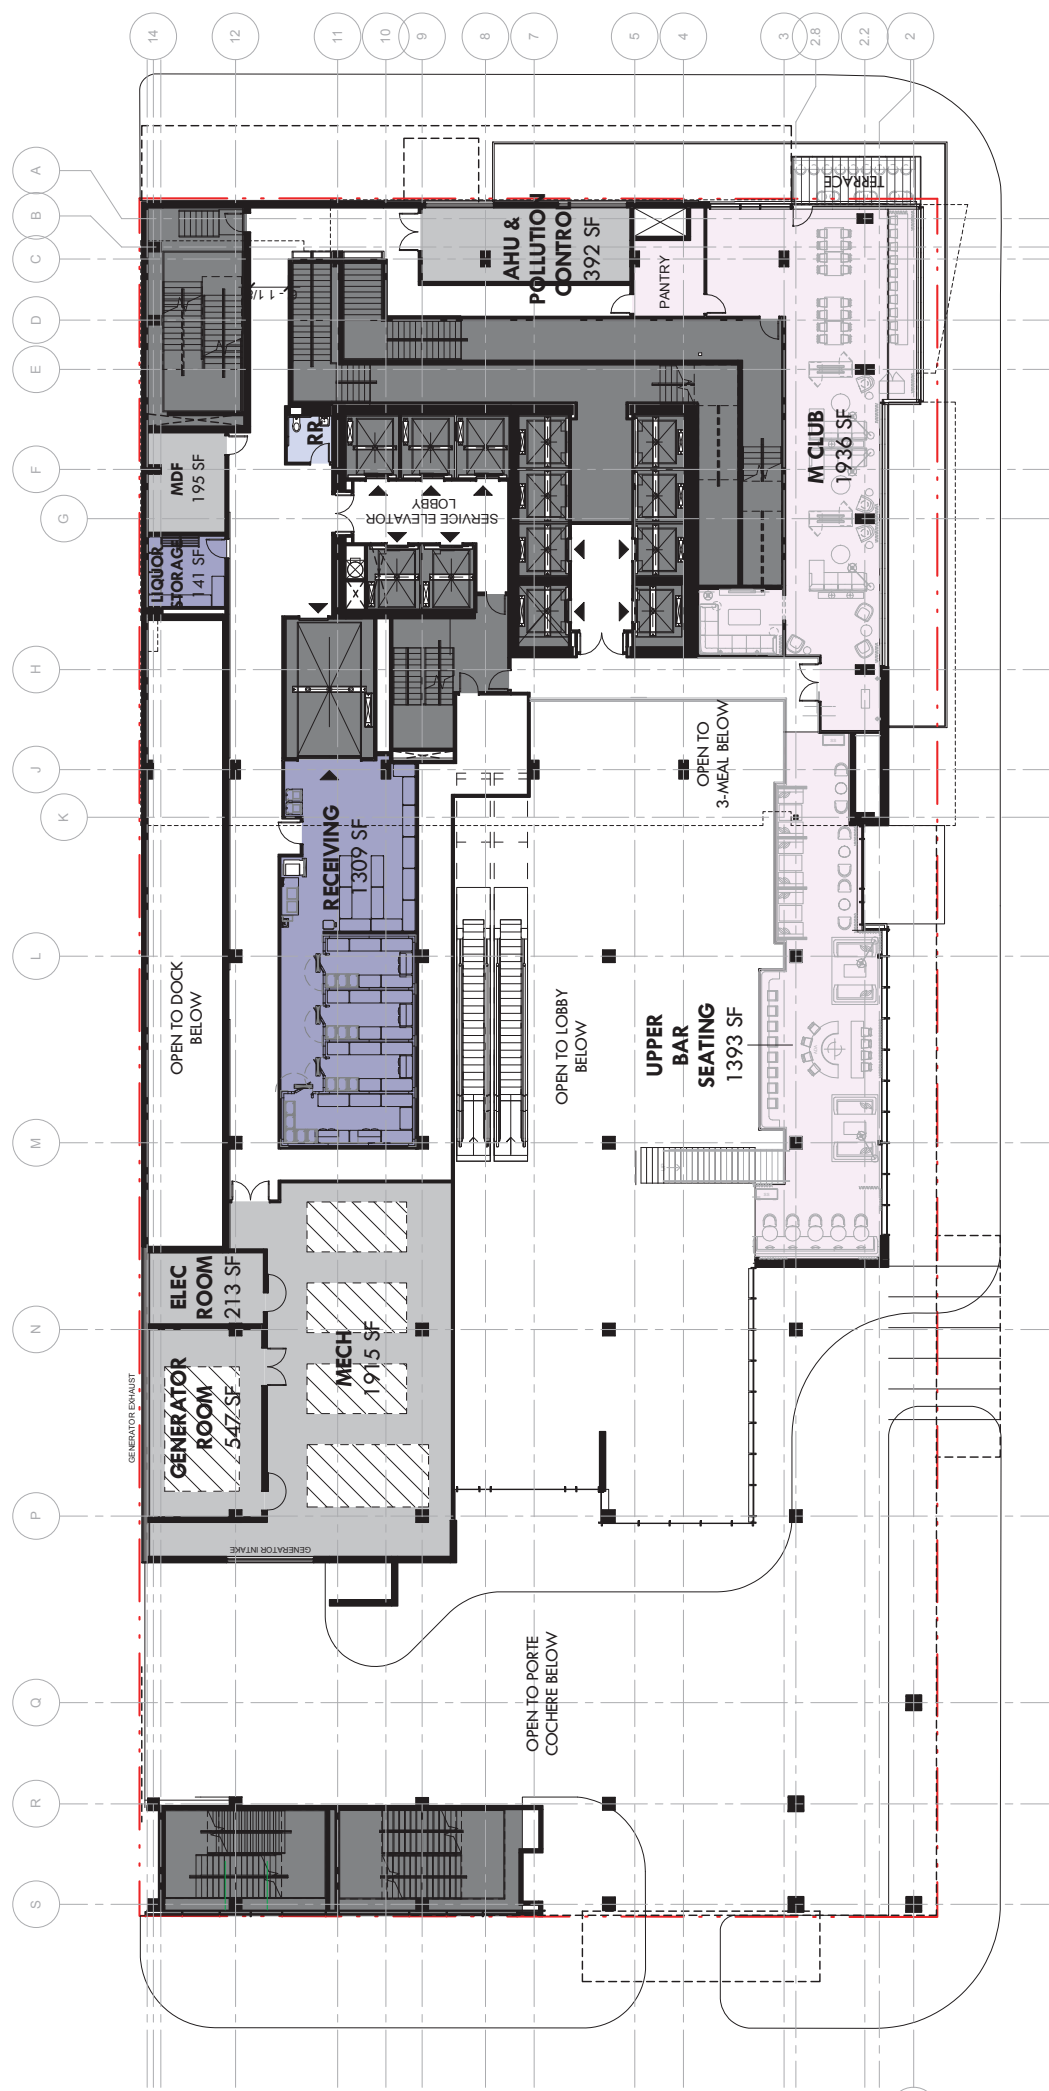 14
12
11
10
9
8
7
5
4
3
2.8
2.2
2
A
B
C
D
E
F
G
H
J
K
L
M
N
P
Q
R
S
TERRACE
AHU &
POLLUTION
CONTROL
392 SF
PANTRY
M CLUB
1936 SF
RR
MDF
195 SF
SERVICE ELEVATOR
LOBBY
LIQUOR
STORAGE
141 SF
OPEN TO
3-MEAL BELOW
RECEIVING
1309 SF
OPEN TO DOCK
BELOW
OPEN TO LOBBY
BELOW
UPPER
BAR
SEATING
1393 SF
ELEC
ROOM
213 SF
MECH
1915 SF
GENERATOR
ROOM
547 SF
GENERATOR EXHAUST
GENERATOR INTAKE
OPEN TO PORTE
COCHERE BELOW